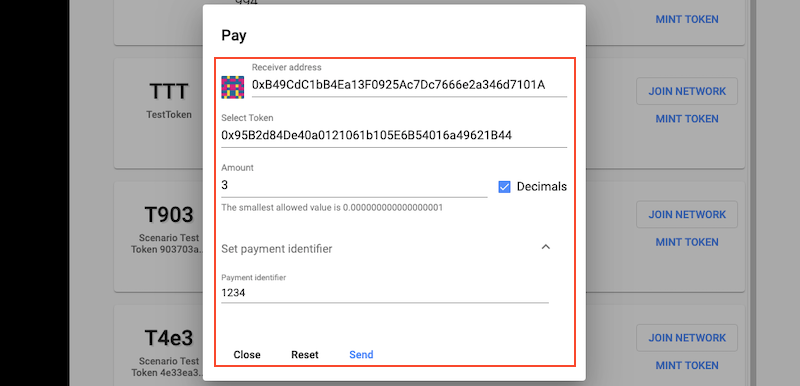 994
MINT TOKEN
Pay
Receiver address
0xB49CdC1bB4Ea13F0925Ac7Dc7666e2a346d7101A
Select Token
0x95B2d84De40a0121061b105E6B54016a49621B44
Amount
3
Decimals
The smallest allowed value is 0.000000000000000001
Set payment identifier
Payment identifier
1234
Close Reset Send
TTT
TestToken
JOIN NETWORK
MINT TOKEN
T903
Scenario Test
Token 903703a..
JOIN NETWORK
MINT TOKEN
T4e3
Scenario Test
Token 4e33ea3..
JOIN NETWORK
MINT TOKEN